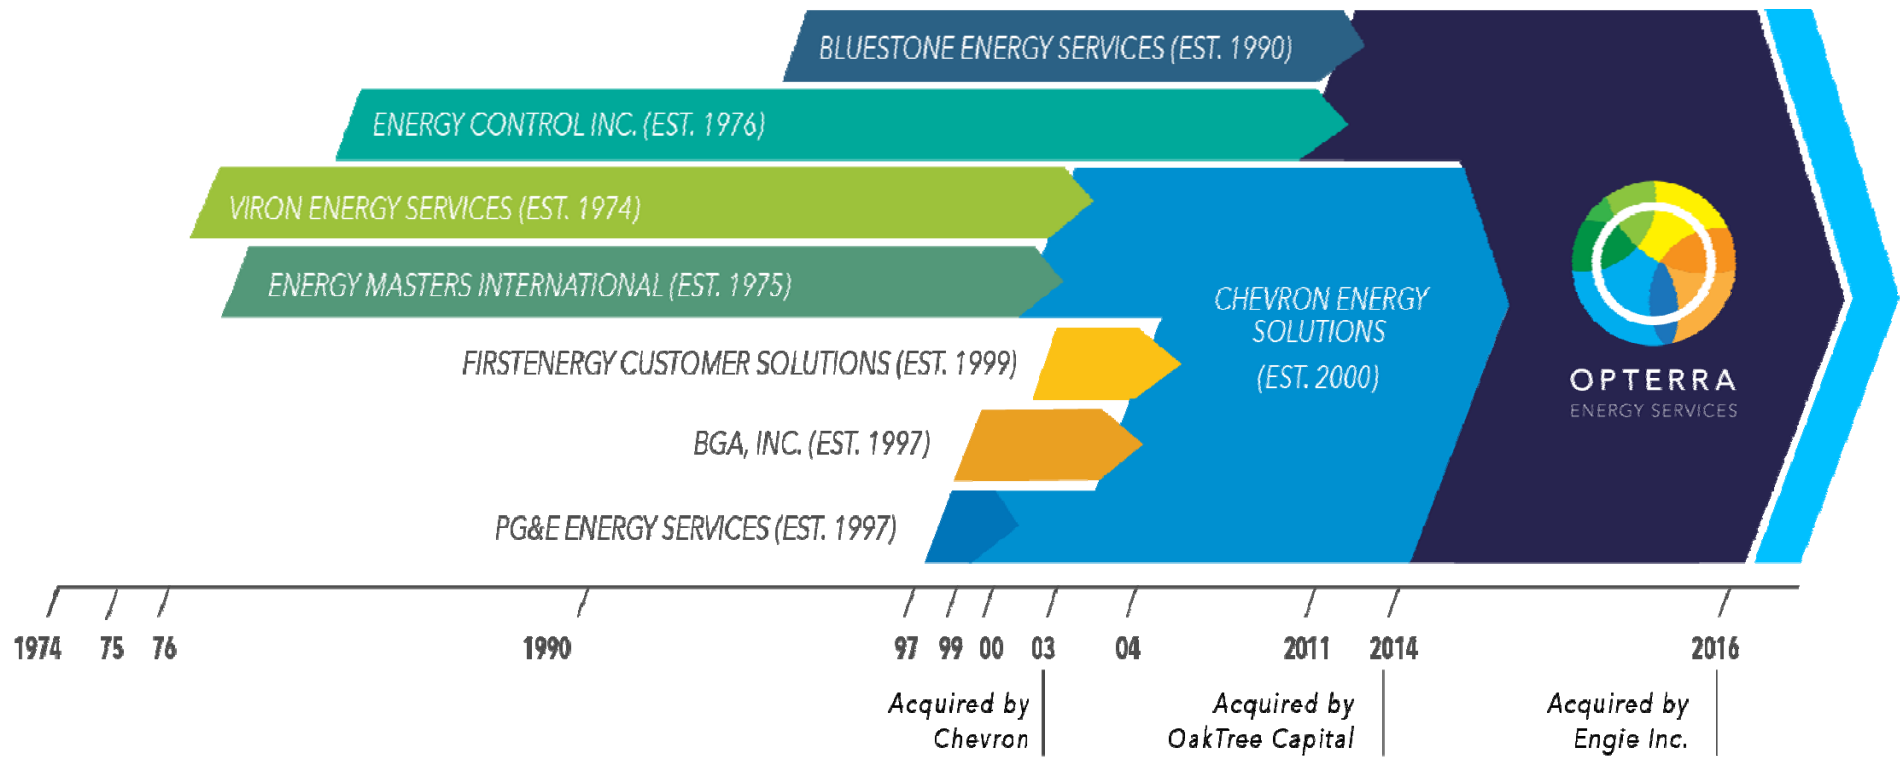 BLUESTONE ENERGY SERVICES (EST. 1990)
ENERGY CONTROL INC. (EST. 1976)
VIRON ENERGY SERVICES (EST. 1974)
ENERGY MASTERS INTERNATIONAL (EST. 1975)
CHEVRON ENERGY
SOLUTIONS
(EST. 2000)
FIRSTENERGY CUSTOMER SOLUTIONS (EST. 1999)
BGA, INC. (EST. 1997)
PG&E ENERGY SERVICES (EST. 1997)
OPTERRA
ENERGY SERVICES
1974 75 76 1990 97 99 00 03 04 2011 2014 2016
Acquired by
Chevron
Acquired by
OakTree Capital
Acquired by
Engie Inc.